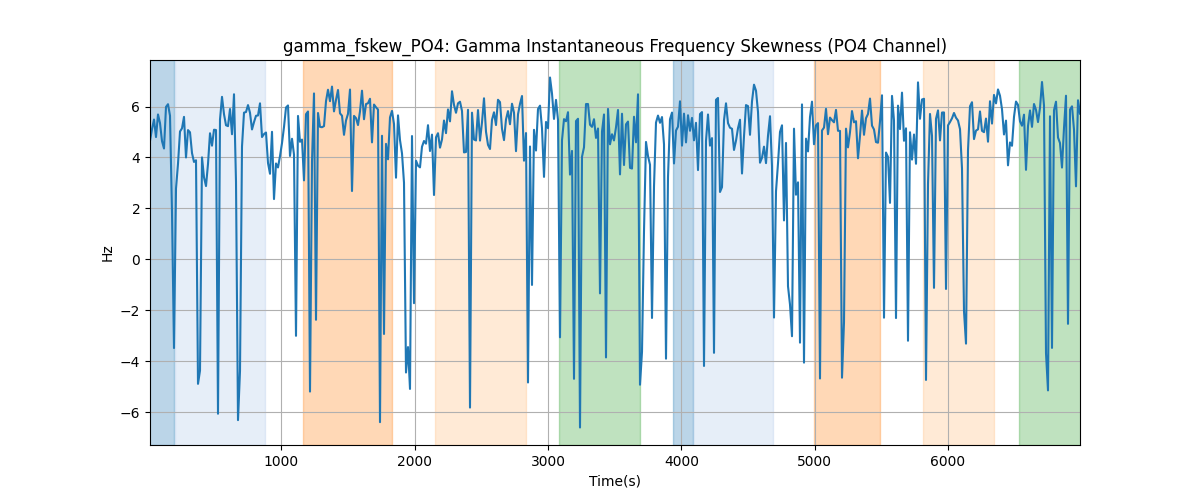 gamma_fskew_PO4: Gamma Instantaneous Frequency Skewness (PO4 Channel)
6
4
2
0
−2
−4
−6
Hz
1000 2000 3000 4000 5000 6000
Time(s)